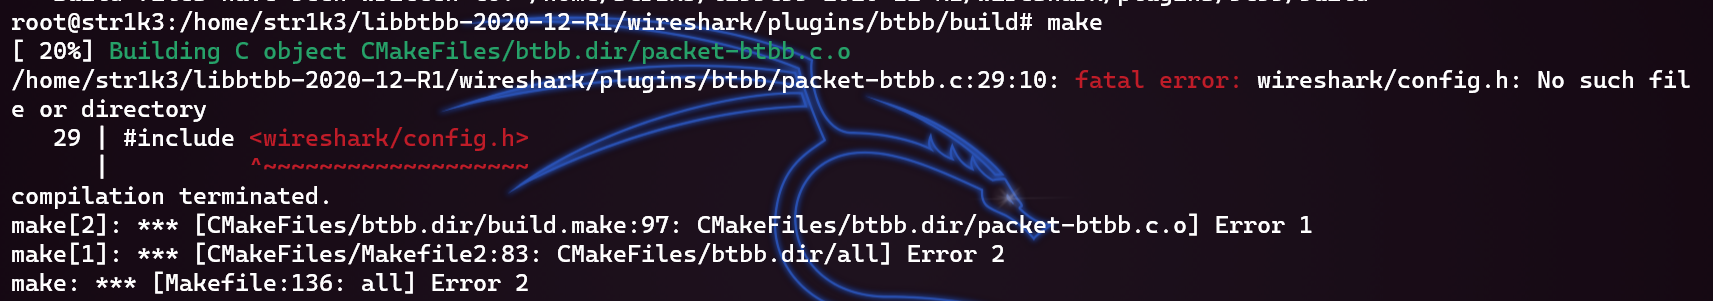 root@str1k3:/home/str1k3/libbtbb-2020-12-R1/wireshark/plugins/btbb/build# make
[ 20%] Building C object CMakeFiles/btbb.dir/packet-btbb.c.o
/home/str1k3/libbtbb-2020-12-R1/wireshark/plugins/btbb/packet-btbb.c:29:10: fatal error: wireshark/config.h: No such fil
e or directory
   29 | #include <wireshark/config.h>
      |          ^~~~~~~~~~~~~~~~~~~~
compilation terminated.
make[2]: *** [CMakeFiles/btbb.dir/build.make:97: CMakeFiles/btbb.dir/packet-btbb.c.o] Error 1
make[1]: *** [CMakeFiles/Makefile2:83: CMakeFiles/btbb.dir/all] Error 2
make: *** [Makefile:136: all] Error 2